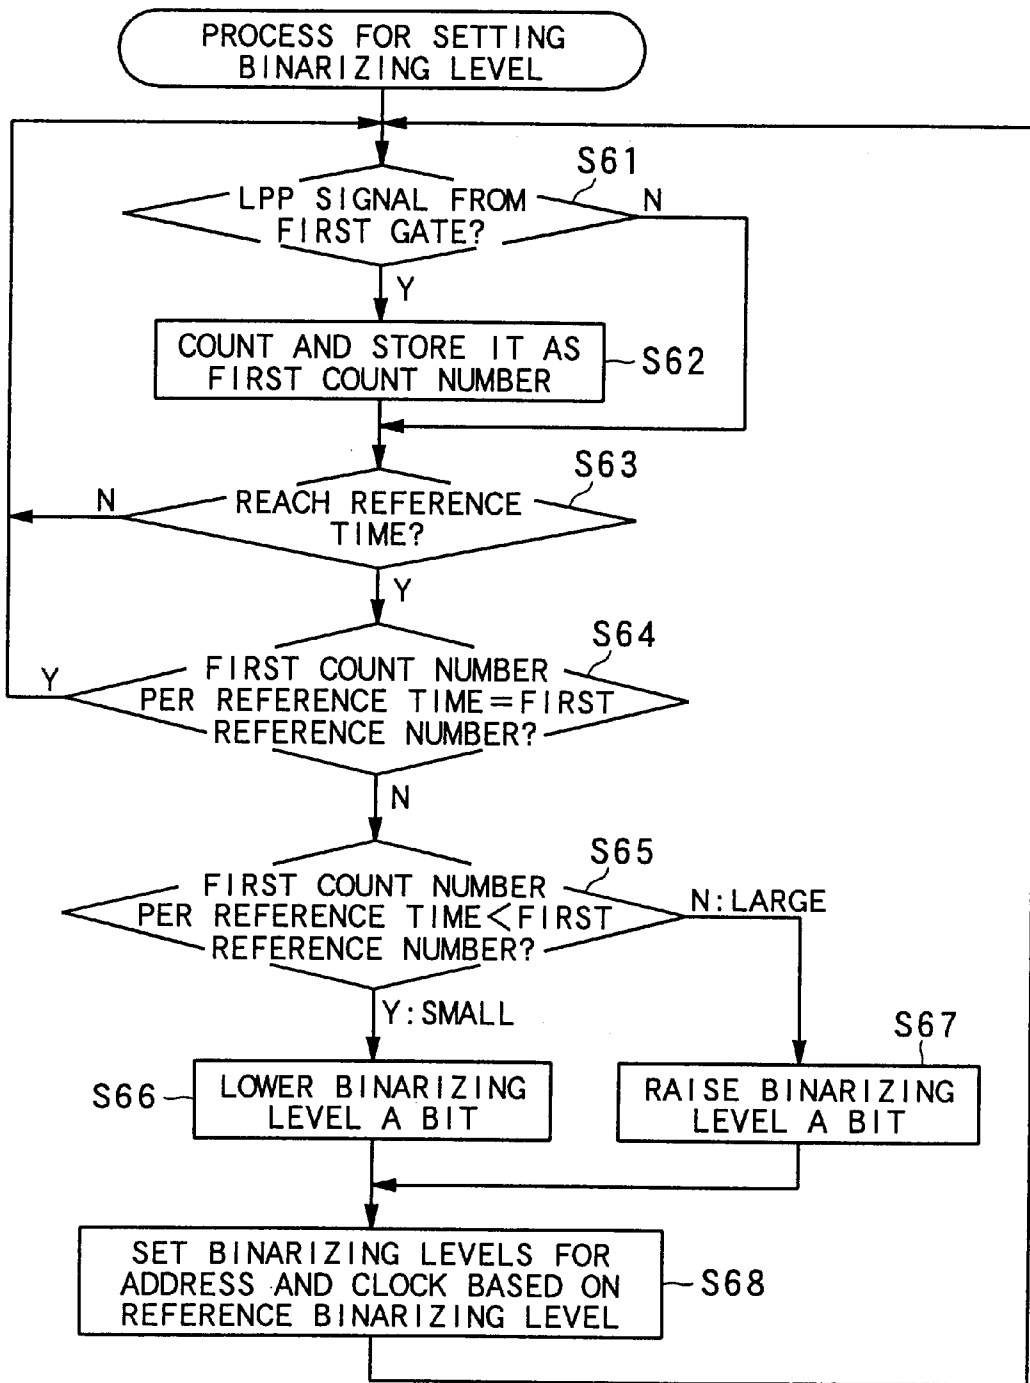 PROCESS FOR SETTING
BINARIZING LEVEL
S61
LPP SIGNAL FROM
FIRST GATE?
N
Y
COUNT AND STORE IT AS
FIRST COUNT NUMBER
S62
S63
N
REACH REFERENCE
TIME?
Y
S64
Y
FIRST COUNT NUMBER
PER REFERENCE TIME=FIRST
REFERENCE NUMBER?
N
S65
FIRST COUNT NUMBER
PER REFERENCE TIME<FIRST
REFERENCE NUMBER?
N:LARGE
Y:SMALL
S67
S66
LOWER BINARIZING
LEVEL A BIT
RAISE BINARIZING
LEVEL A BIT
SET BINARIZING LEVELS FOR
ADDRESS AND CLOCK BASED ON
REFERENCE BINARIZING LEVEL
S68